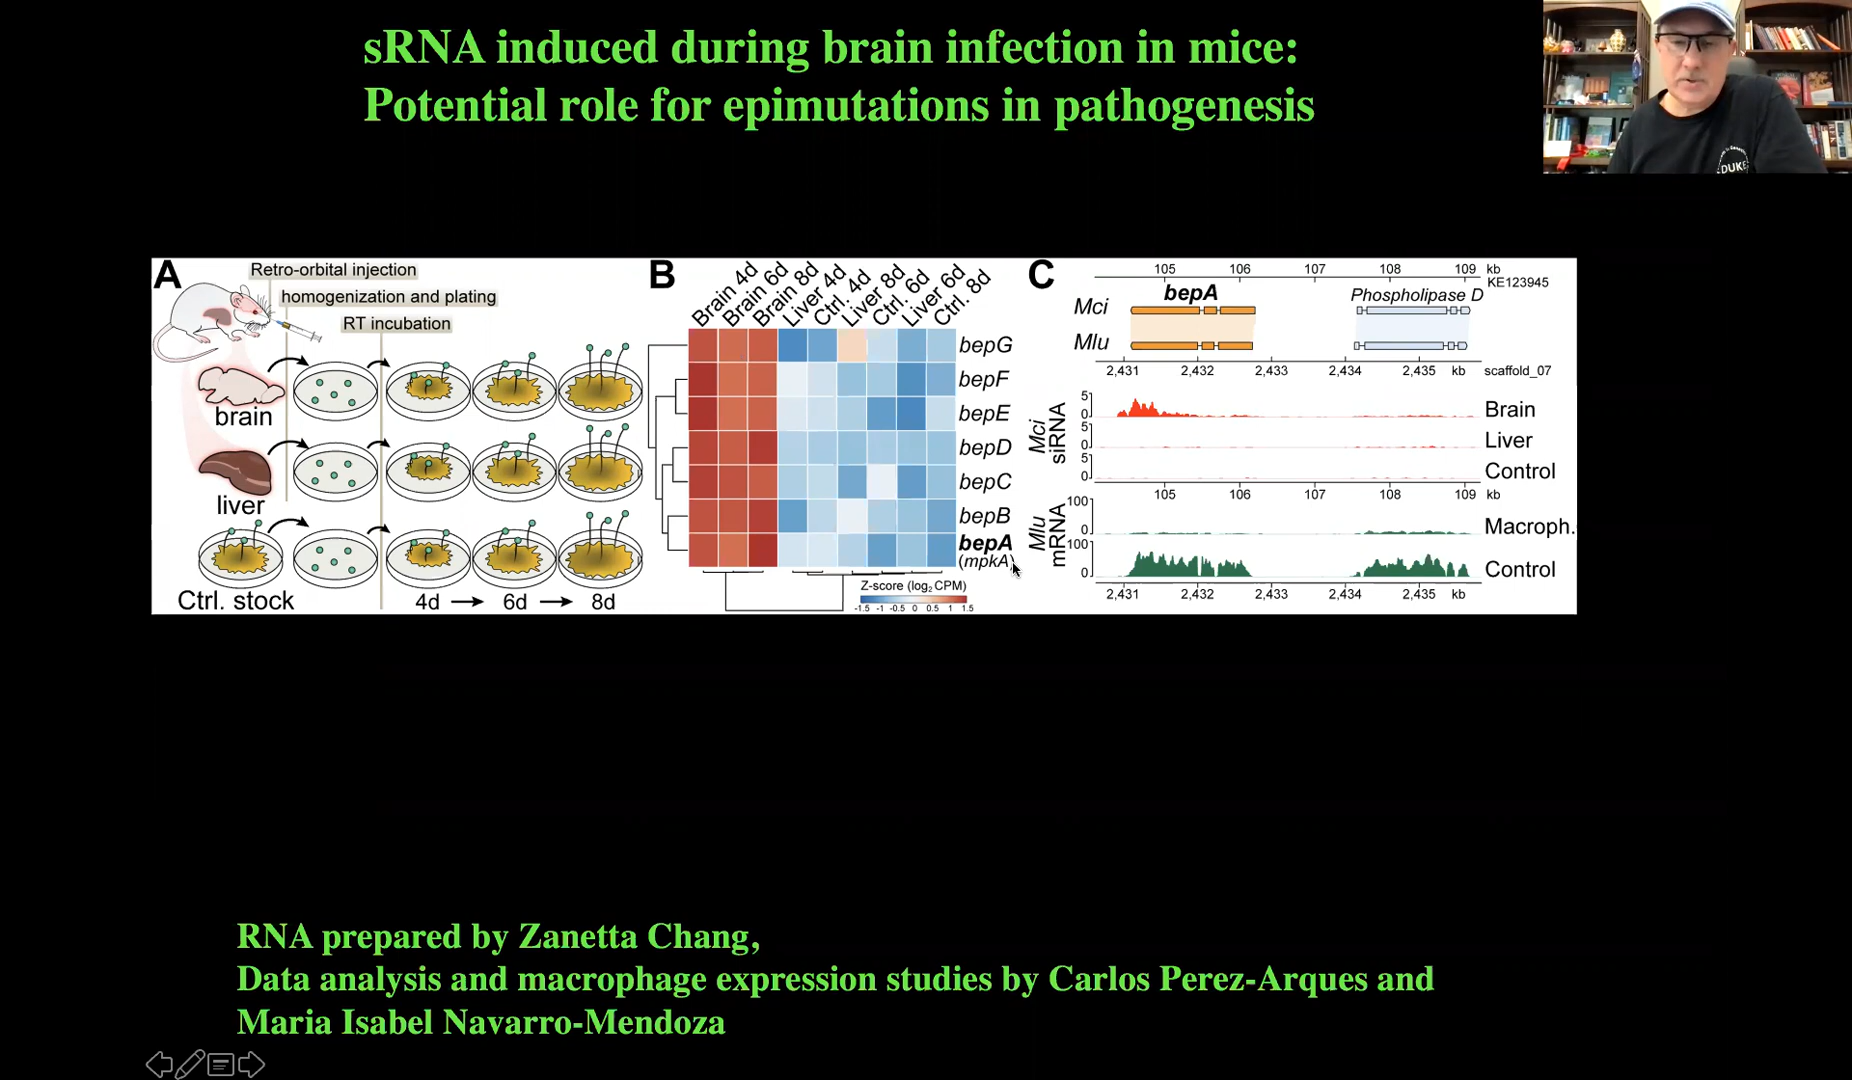 sRNA induced during brain infection in mice:
Potential role for epimutations in pathogenesis
DUKE
A
Retro-orbital injection
homogenization and plating
RT incubation
brain
liver
Ctrl. stock
4d
6d
8d
B
Brain 4d
Brain 6d
Brain 8d
Liver 4d
Ctrl. 4d
Liver 8d
Ctrl. 6d
Liver 6d
Ctrl. 8d
bepG
bepF
bepE
bepD
bepC
bepB
bepA
(mpkA)
Z-score (log2 CPM)
-1.5 -1 -0.5 0 0.5 1 1.5
C
105 106 107 108 109 kb
KE123945
bepA
Phospholipase D
Mci
Mlu
2,431 2,432 2,433 2,434 2,435 kb scaffold_07
Mci
siRNA
5
0
Brain
5
0
Liver
5
0
Control
105 106 107 108 109 kb
Mlu
mRNA
100
0
Macroph.
100
0
Control
2,431 2,432 2,433 2,434 2,435 kb
RNA prepared by Zanetta Chang,
Data analysis and macrophage expression studies by Carlos Perez-Arques and
Maria Isabel Navarro-Mendoza